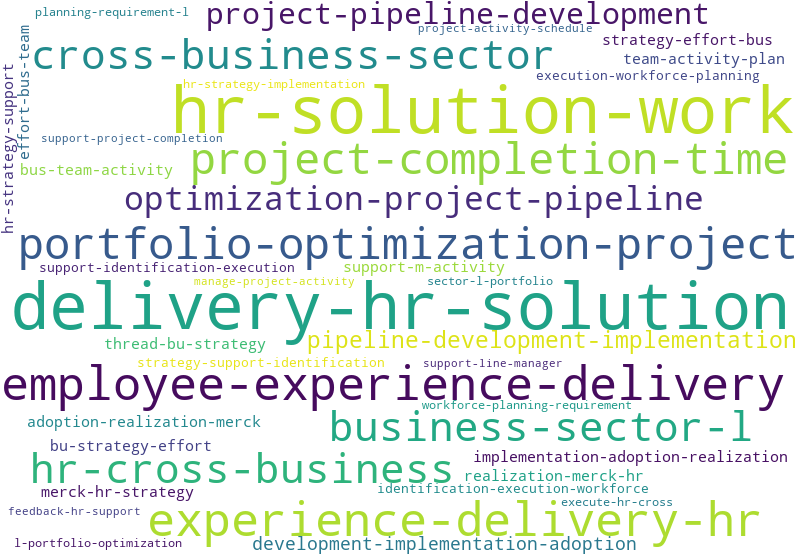 planning-requirement-l
project-pipeline-development
project-activity-schedule
cross-business-sector
strategy-effort-bus
team-activity-plan
execution-workforce-planning
hr-strategy-support
effort-bus-team
hr-strategy-implementation
hr-solution-work
support-project-completion
project-completion-time
bus-team-activity
optimization-project-pipeline
portfolio-optimization-project
support-identification-execution
support-m-activity
manage-project-activity
sector-l-portfolio
delivery-hr-solution
thread-bu-strategy
pipeline-development-implementation
strategy-support-identification
support-line-manager
employee-experience-delivery
workforce-planning-requirement
adoption-realization-merck
business-sector-l
bu-strategy-effort
hr-cross-business
implementation-adoption-realization
realization-merck-hr
merck-hr-strategy
identification-execution-workforce
execute-hr-cross
feedback-hr-support
experience-delivery-hr
l-portfolio-optimization
development-implementation-adoption